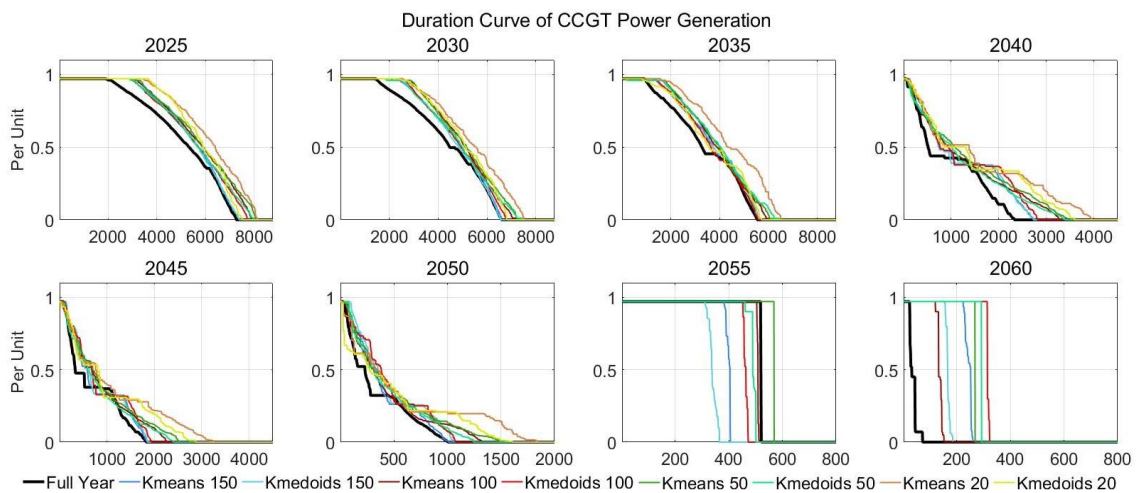 Duration Curve of CCGT Power Generation
2025 2030 2035 2040
Per Unit
1 0.5 0
2000 4000 6000 8000
1 0.5 0
2000 4000 6000 8000
1 0.5 0
2000 4000 6000 8000
1 0.5 0
1000 2000 3000 4000
2045 2050 2055 2060
Per Unit
1 0.5 0
1000 2000 3000 4000
1 0.5 0
500 1000 1500 2000
1 0.5 0
200 400 600 800
1 0.5 0
200 400 600 800
Full Year Kmeans 150 Kmedoids 150 Kmeans 100 Kmedoids 100 Kmeans 50 Kmedoids 50 Kmeans 20 Kmedoids 20